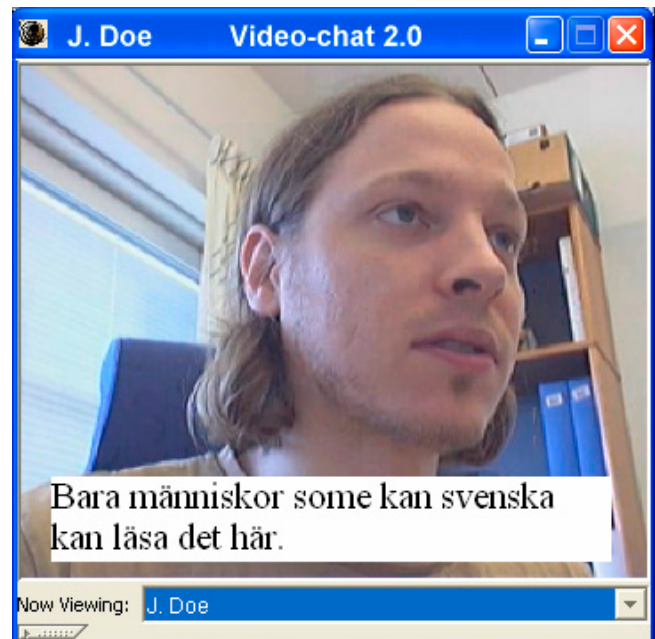 J. Doe Video-chat 2.0
Bara människor some kan svenska
kan läsa det här.
Now Viewing: J. Doe